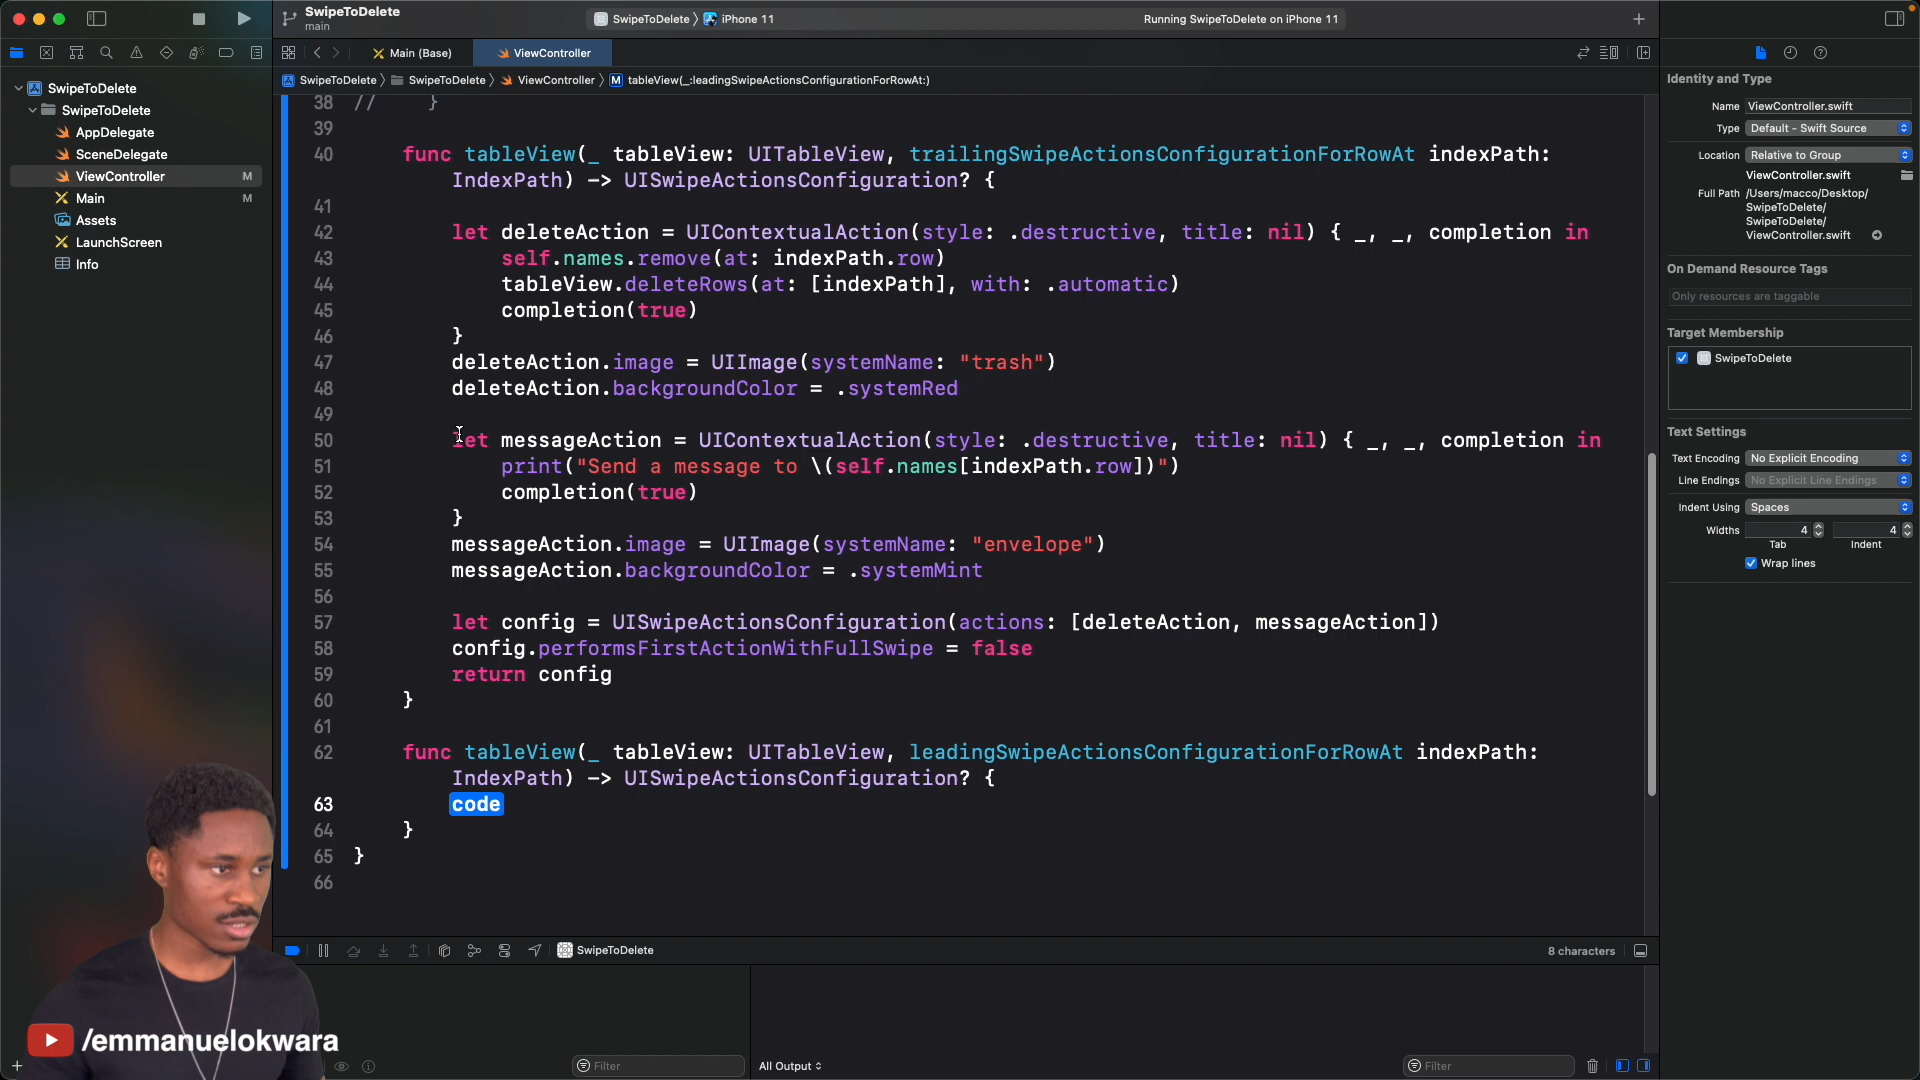 SwipeToDelete
main
SwipeToDelete 〉 iPhone 11
Running SwipeToDelete on iPhone 11
Main (Base)
ViewController
SwipeToDelete 〉 SwipeToDelete 〉 ViewController 〉 M tableView(_:leadingSwipeActionsConfigurationForRowAt:)
SwipeToDelete
SwipeToDelete
AppDelegate
SceneDelegate
ViewController M
Main M
Assets
LaunchScreen
Info
38 // }
39
40 func tableView(_ tableView: UITableView, trailingSwipeActionsConfigurationForRowAt indexPath:
IndexPath) -> UISwipeActionsConfiguration? {
41
42 let deleteAction = UIContextualAction(style: .destructive, title: nil) { _, _, completion in
43 self.names.remove(at: indexPath.row)
44 tableView.deleteRows(at: [indexPath], with: .automatic)
45 completion(true)
46 }
47 deleteAction.image = UIImage(systemName: "trash")
48 deleteAction.backgroundColor = .systemRed
49
50 let messageAction = UIContextualAction(style: .destructive, title: nil) { _, _, completion in
51 print("Send a message to \(self.names[indexPath.row])")
52 completion(true)
53 }
54 messageAction.image = UIImage(systemName: "envelope")
55 messageAction.backgroundColor = .systemMint
56
57 let config = UISwipeActionsConfiguration(actions: [deleteAction, messageAction])
58 config.performsFirstActionWithFullSwipe = false
59 return config
60 }
61
62 func tableView(_ tableView: UITableView, leadingSwipeActionsConfigurationForRowAt indexPath:
IndexPath) -> UISwipeActionsConfiguration? {
63 code
64 }
65 }
66
SwipeToDelete
8 characters
Filter
All Output
Filter
/emmanuelokwara
Identity and Type
Name ViewController.swift
Type Default - Swift Source
Location Relative to Group
ViewController.swift
Full Path /Users/macco/Desktop/
SwipeToDelete/
SwipeToDelete/
ViewController.swift
On Demand Resource Tags
Only resources are taggable
Target Membership
SwipeToDelete
Text Settings
Text Encoding No Explicit Encoding
Line Endings No Explicit Line Endings
Indent Using Spaces
Widths 4 4
Tab Indent
Wrap lines